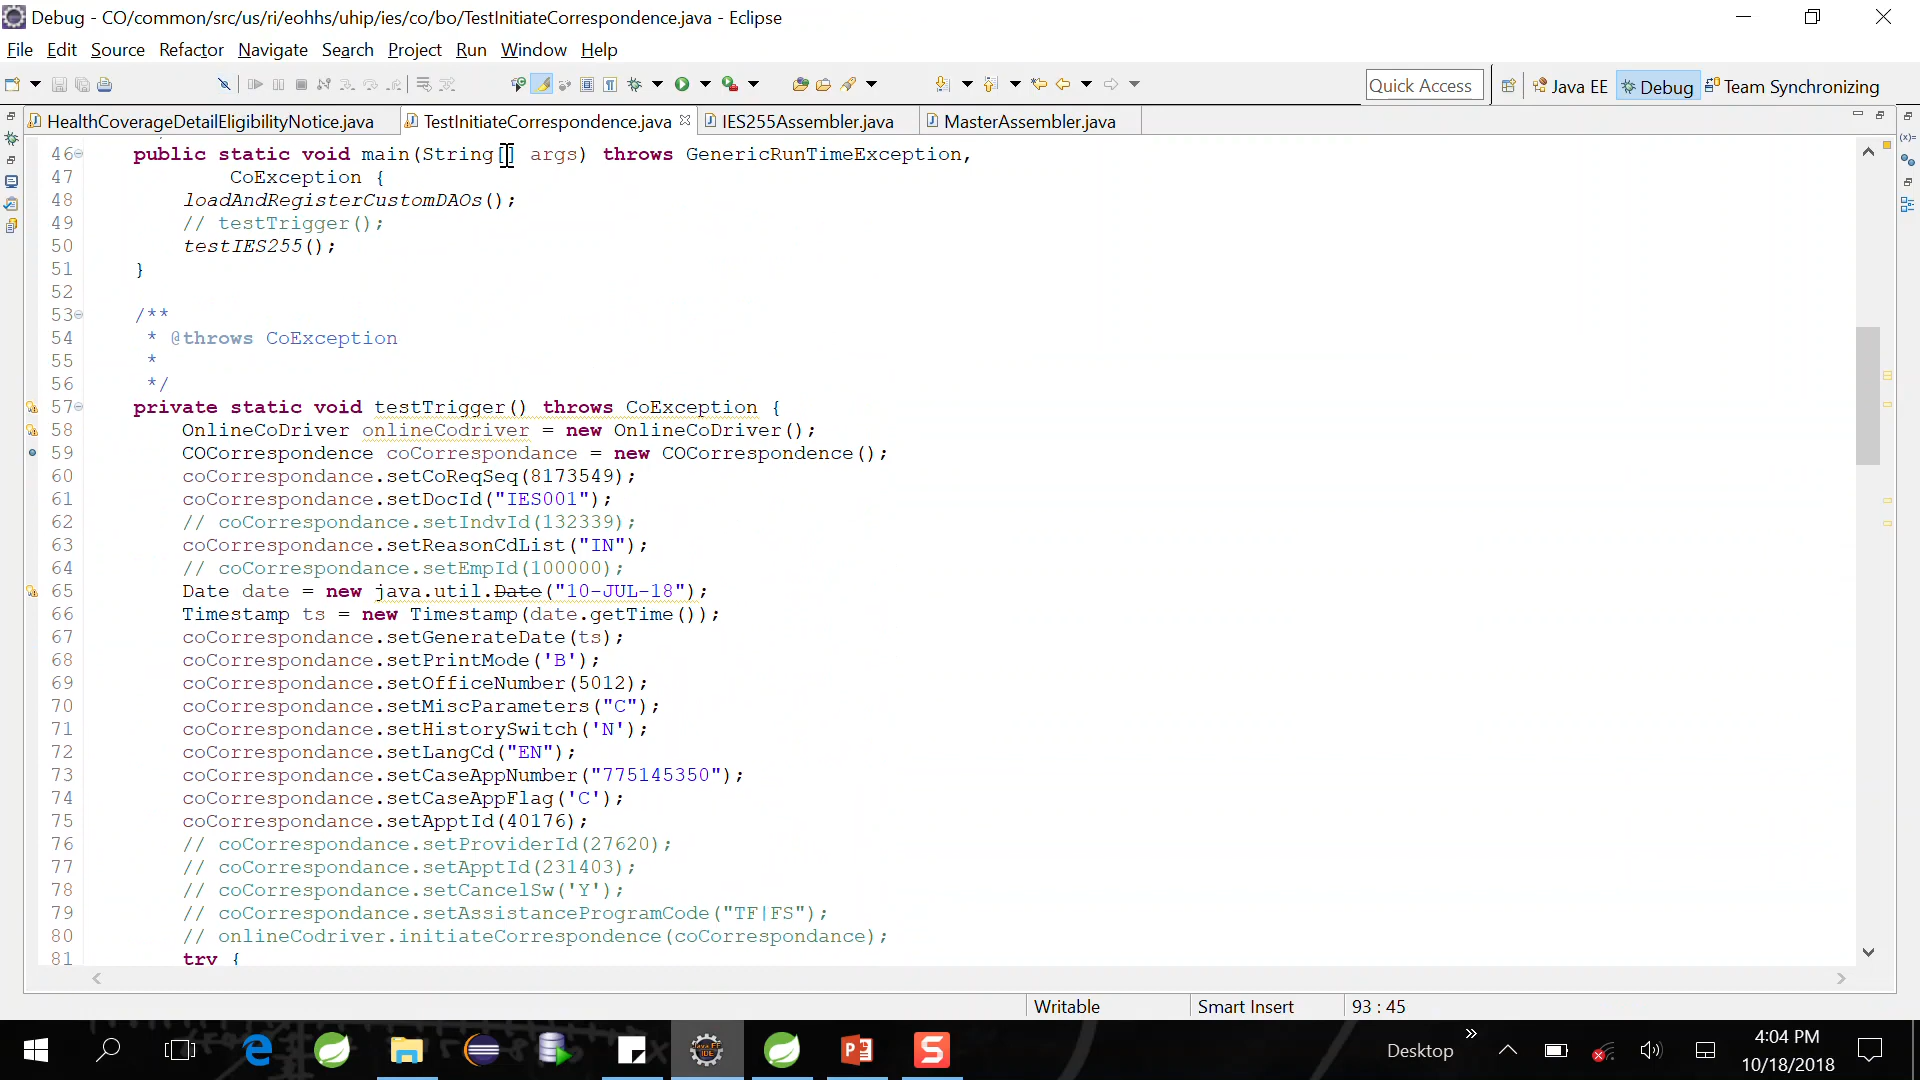 Debug - CO/common/src/us/ri/eohhs/uhip/ies/co/bo/TestInitiateCorrespondence.java - Eclipse
File Edit Source Refactor Navigate Search Project Run Window Help
Quick Access Java EE Debug Team Synchronizing
HealthCoverageDetailEligibilityNotice.java TestInitiateCorrespondence.java IES255Assembler.java MasterAssembler.java
46 public static void main(String[] args) throws GenericRunTimeException,
47 CoException {
48 loadAndRegisterCustomDAOs();
49 // testTrigger();
50 testIES255();
51 }
52
53 /**
54 * @throws CoException
55 *
56 */
57 private static void testTrigger() throws CoException {
58 OnlineCoDriver onlineCodriver = new OnlineCoDriver();
59 COCorrespondence coCorrespondance = new COCorrespondence();
60 coCorrespondance.setCoReqSeq(8173549);
61 coCorrespondance.setDocId("IES001");
62 // coCorrespondance.setIndvId(132339);
63 coCorrespondance.setReasonCdList("IN");
64 // coCorrespondance.setEmpId(100000);
65 Date date = new java.util.Date("10-JUL-18");
66 Timestamp ts = new Timestamp(date.getTime());
67 coCorrespondance.setGenerateDate(ts);
68 coCorrespondance.setPrintMode('B');
69 coCorrespondance.setOfficeNumber(5012);
70 coCorrespondance.setMiscParameters("C");
71 coCorrespondance.setHistorySwitch('N');
72 coCorrespondance.setLangCd("EN");
73 coCorrespondance.setCaseAppNumber("775145350");
74 coCorrespondance.setCaseAppFlag('C');
75 coCorrespondance.setApptId(40176);
76 // coCorrespondance.setProviderId(27620);
77 // coCorrespondance.setApptId(231403);
78 // coCorrespondance.setCancelSw('Y');
79 // coCorrespondance.setAssistanceProgramCode("TF|FS");
80 // onlineCodriver.initiateCorrespondence(coCorrespondance);
81 try {
Writable Smart Insert 93 : 45
Desktop 4:04 PM
10/18/2018